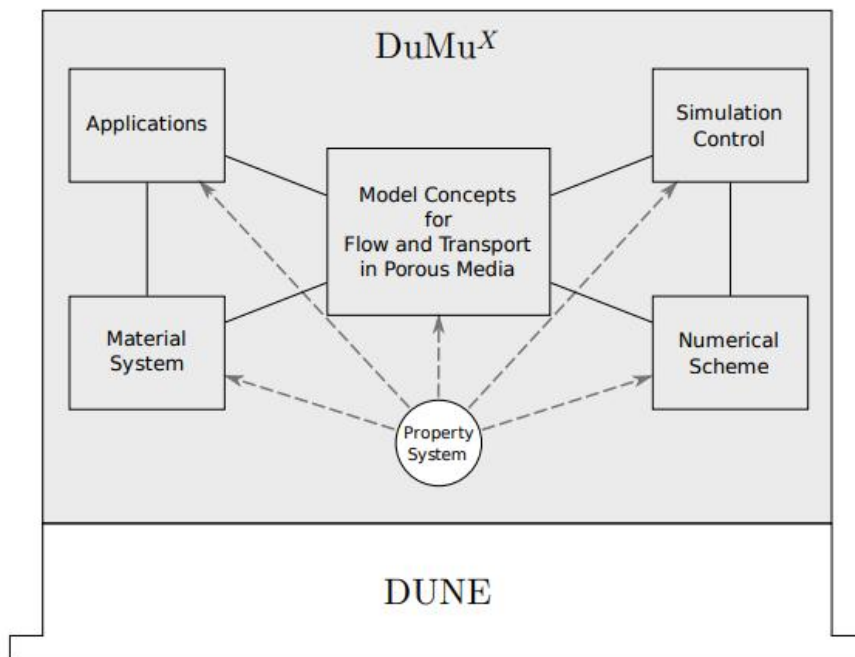 DuMuX
Applications
Simulation
Control
Model Concepts
for
Flow and Transport
in Porous Media
Material
System
Numerical
Scheme
Property
System
DUNE